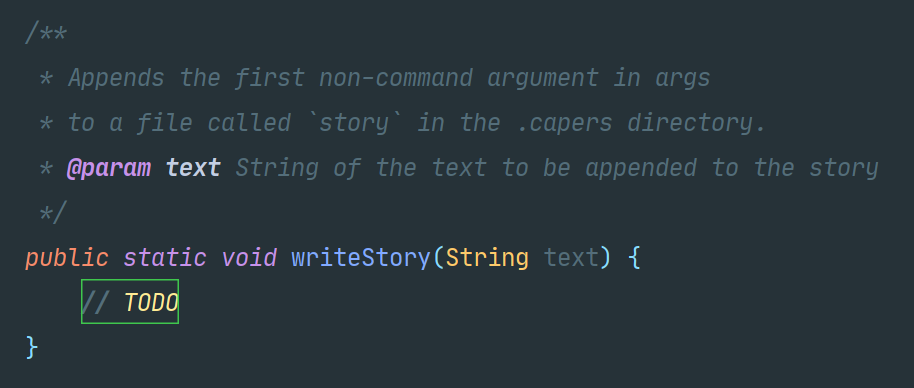 /**
 * Appends the first non-command argument in args
 * to a file called `story` in the .capers directory.
 * @param text String of the text to be appended to the story
 */
public static void writeStory(String text) {
    // TODO
}